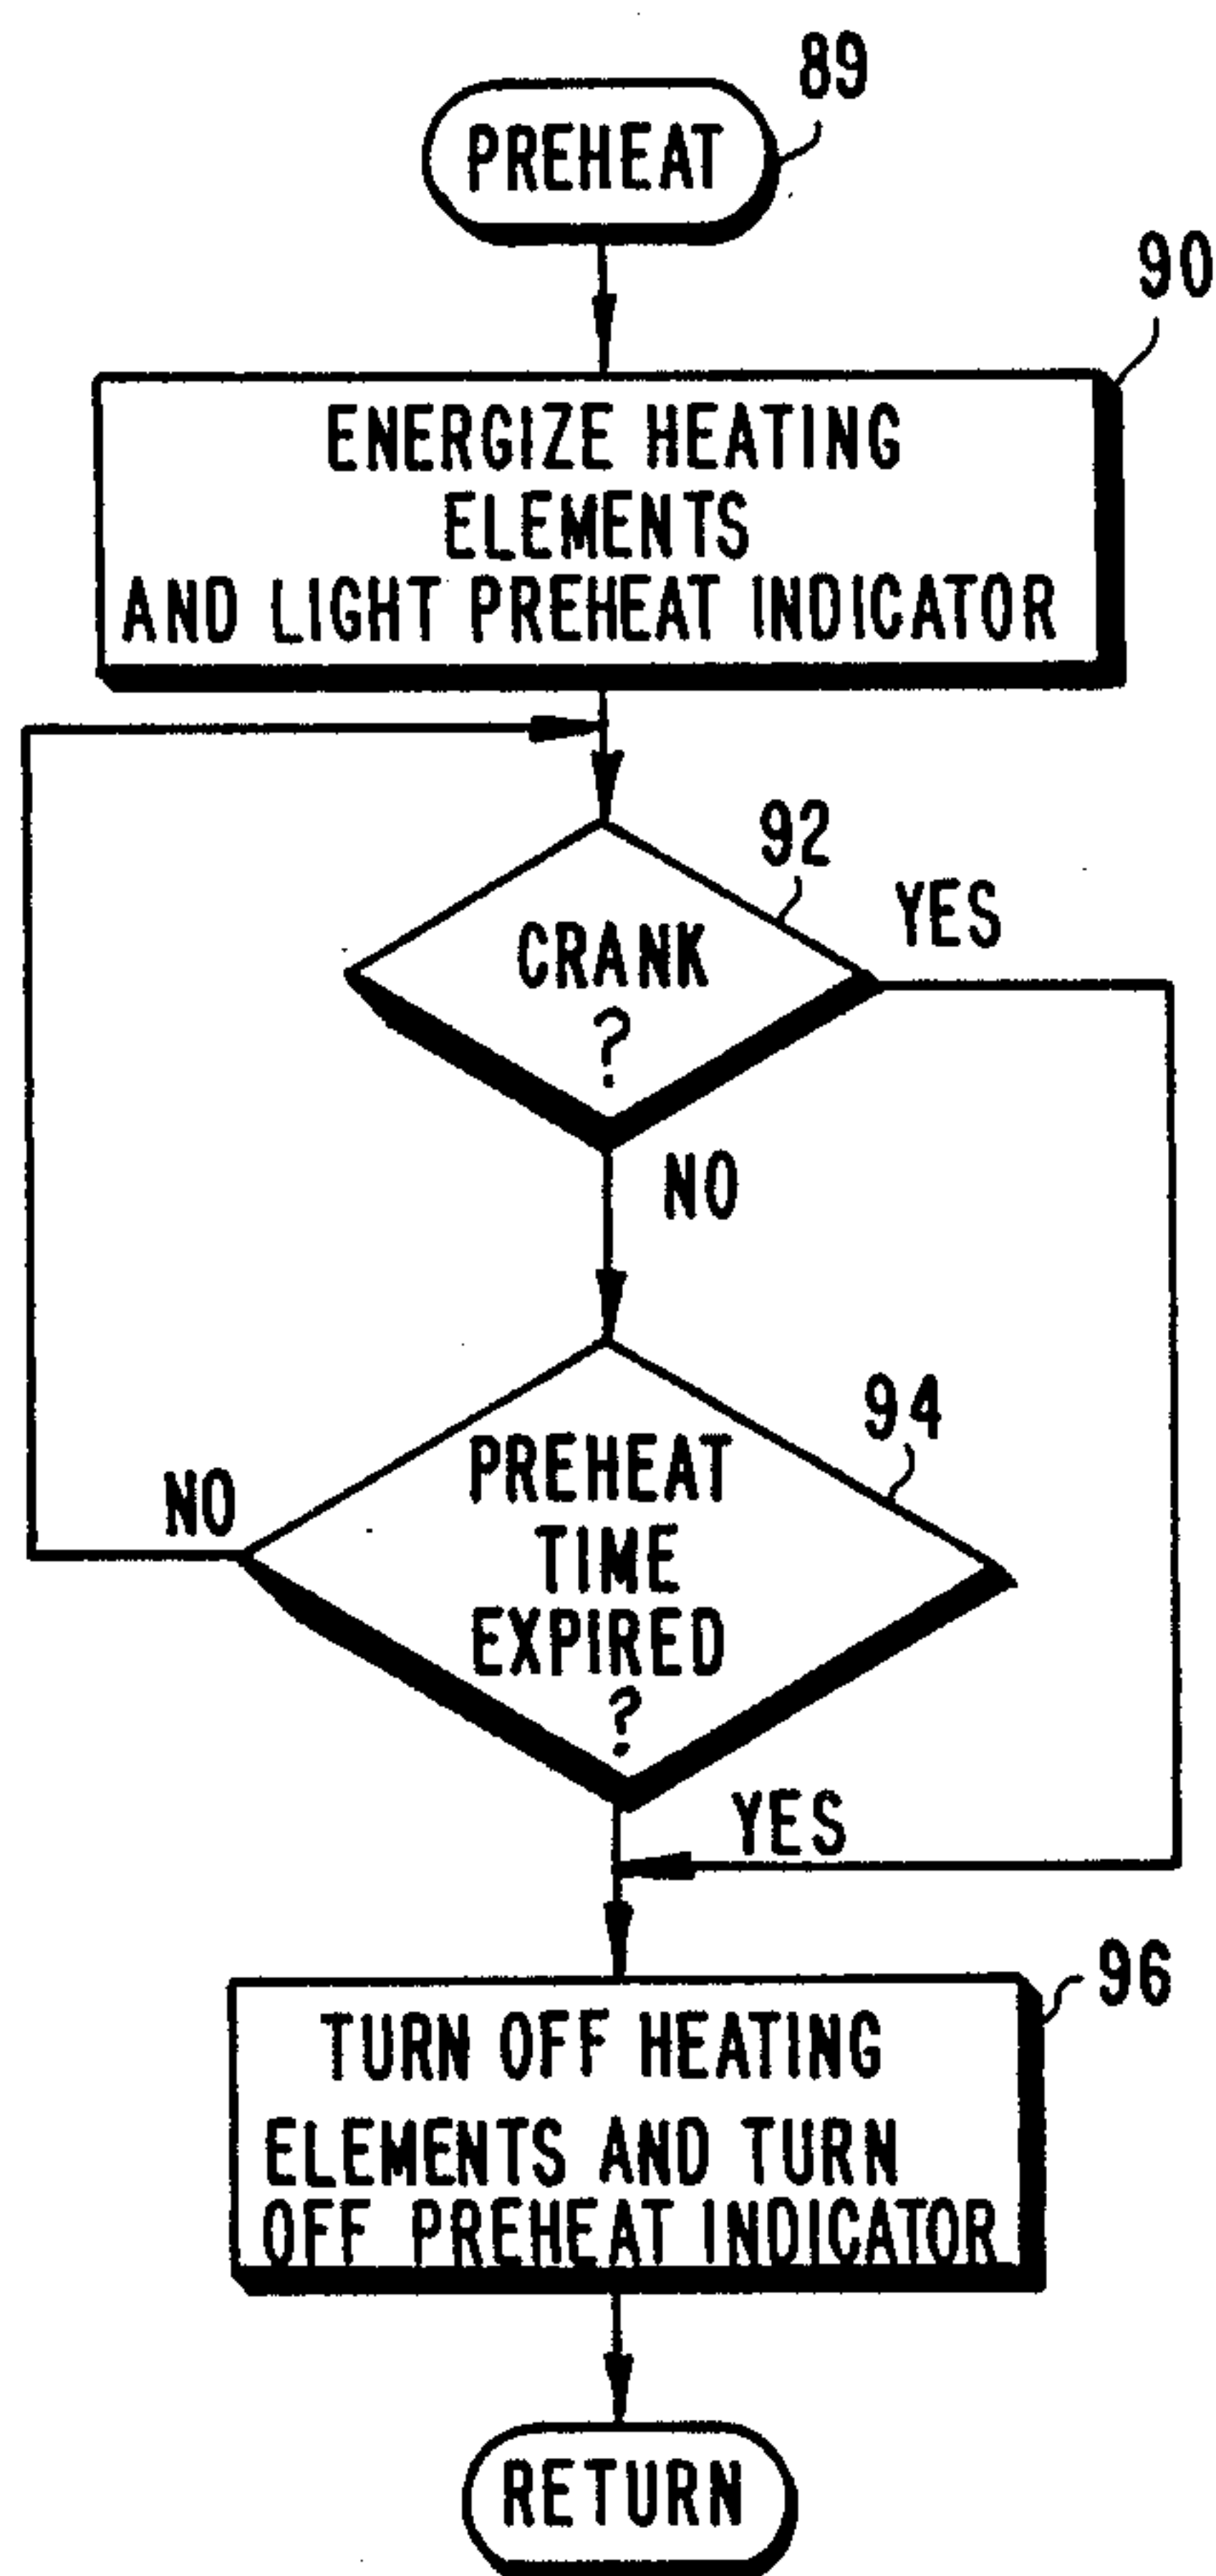 89
PREHEAT
90
ENERGIZE HEATING
ELEMENTS
AND LIGHT PREHEAT INDICATOR
92
YES
CRANK
?
NO
94
PREHEAT
TIME
EXPIRED
?
NO
YES
96
TURN OFF HEATING
ELEMENTS AND TURN
OFF PREHEAT INDICATOR
RETURN